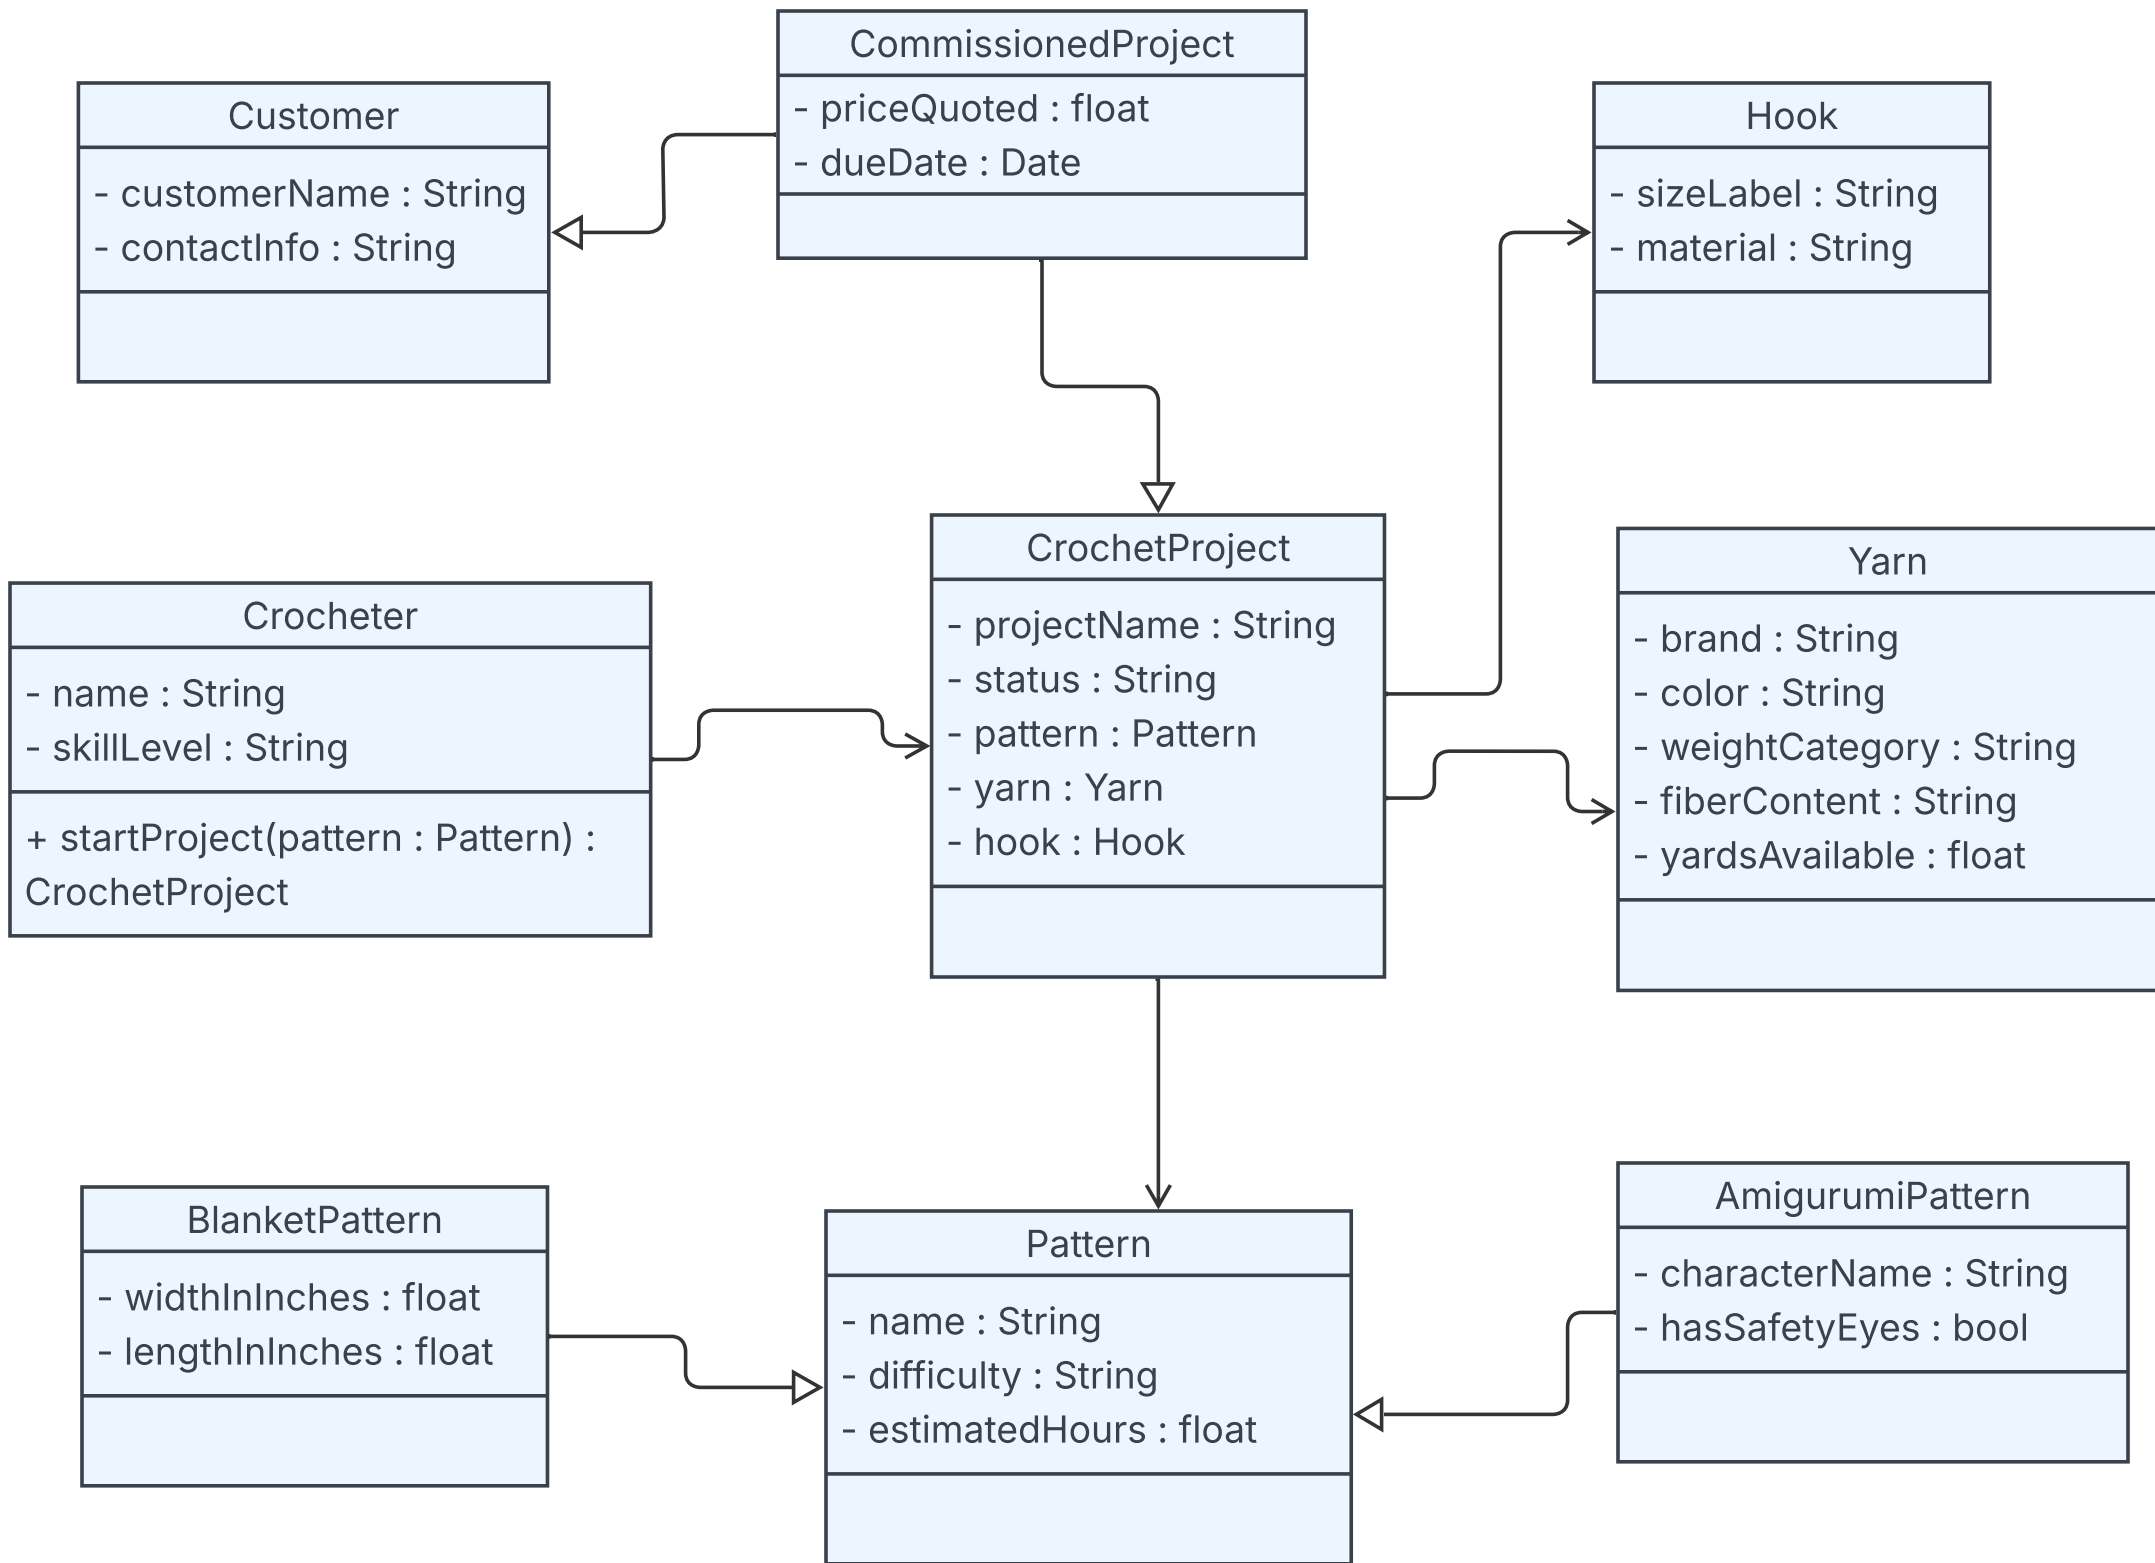 CommissionedProject
- priceQuoted : float
- dueDate : Date
Customer
- customerName : String
- contactInfo : String
Hook
- sizeLabel : String
- material : String
CrochetProject
- projectName : String
- status : String
- pattern : Pattern
- yarn : Yarn
- hook : Hook
Yarn
- brand : String
- color : String
- weightCategory : String
- fiberContent : String
- yardsAvailable : float
Crocheter
- name : String
- skillLevel : String
+ startProject(pattern : Pattern) :
CrochetProject
BlanketPattern
- widthInInches : float
- lengthInInches : float
Pattern
- name : String
- difficulty : String
- estimatedHours : float
AmigurumiPattern
- characterName : String
- hasSafetyEyes : bool